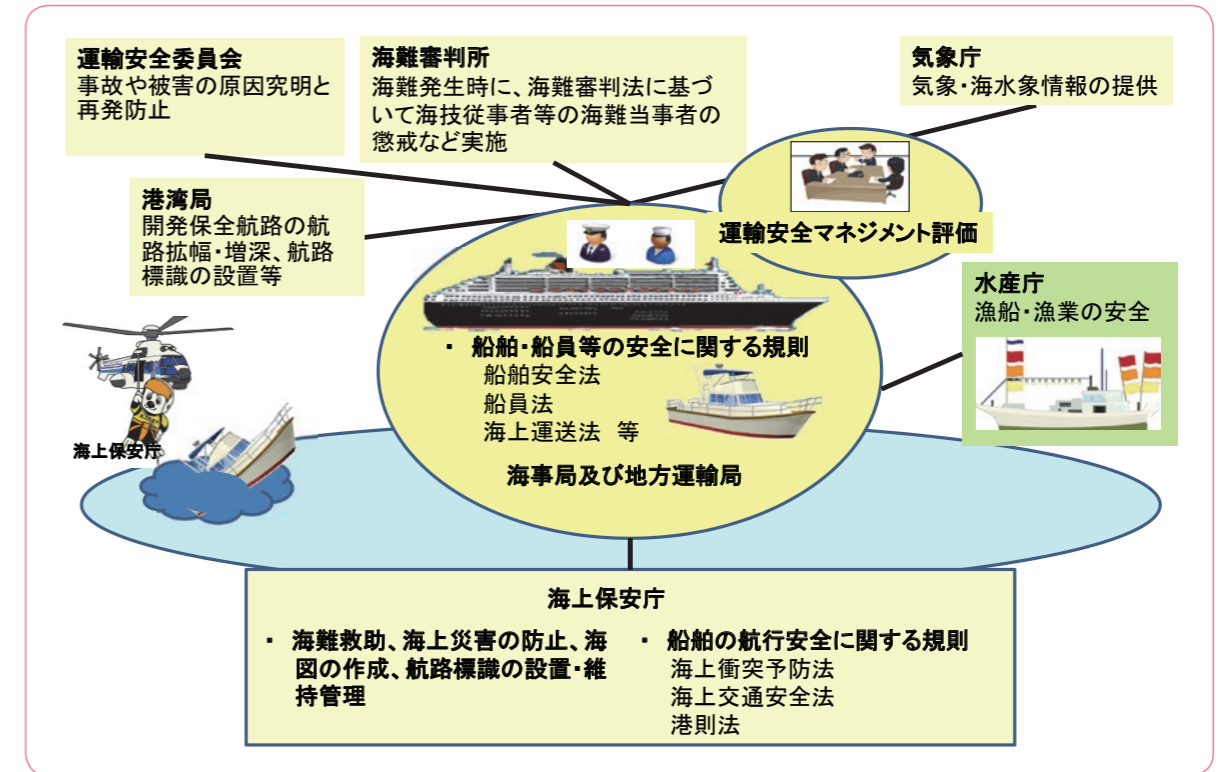 運輸安全委員会
事故や被害の原因究明と
再発防止
海難審判所
海難発生時に、海難審判法に基づ
いて海技従事者等の海難当事者の
懲戒など実施
気象庁
気象・海水象情報の提供
港湾局
開発保全航路の航
路拡幅・増深、航路
標識の設置等
運輸安全マネジメント評価
水産庁
漁船・漁業の安全
・ 船舶・船員等の安全に関する規則
船舶安全法
船員法
海上運送法 等
海事局及び地方運輸局
海上保安庁
海上保安庁
・ 海難救助、海上災害の防止、海
図の作成、航路標識の設置・維
持管理
・ 船舶の航行安全に関する規則
海上衝突予防法
海上交通安全法
港則法